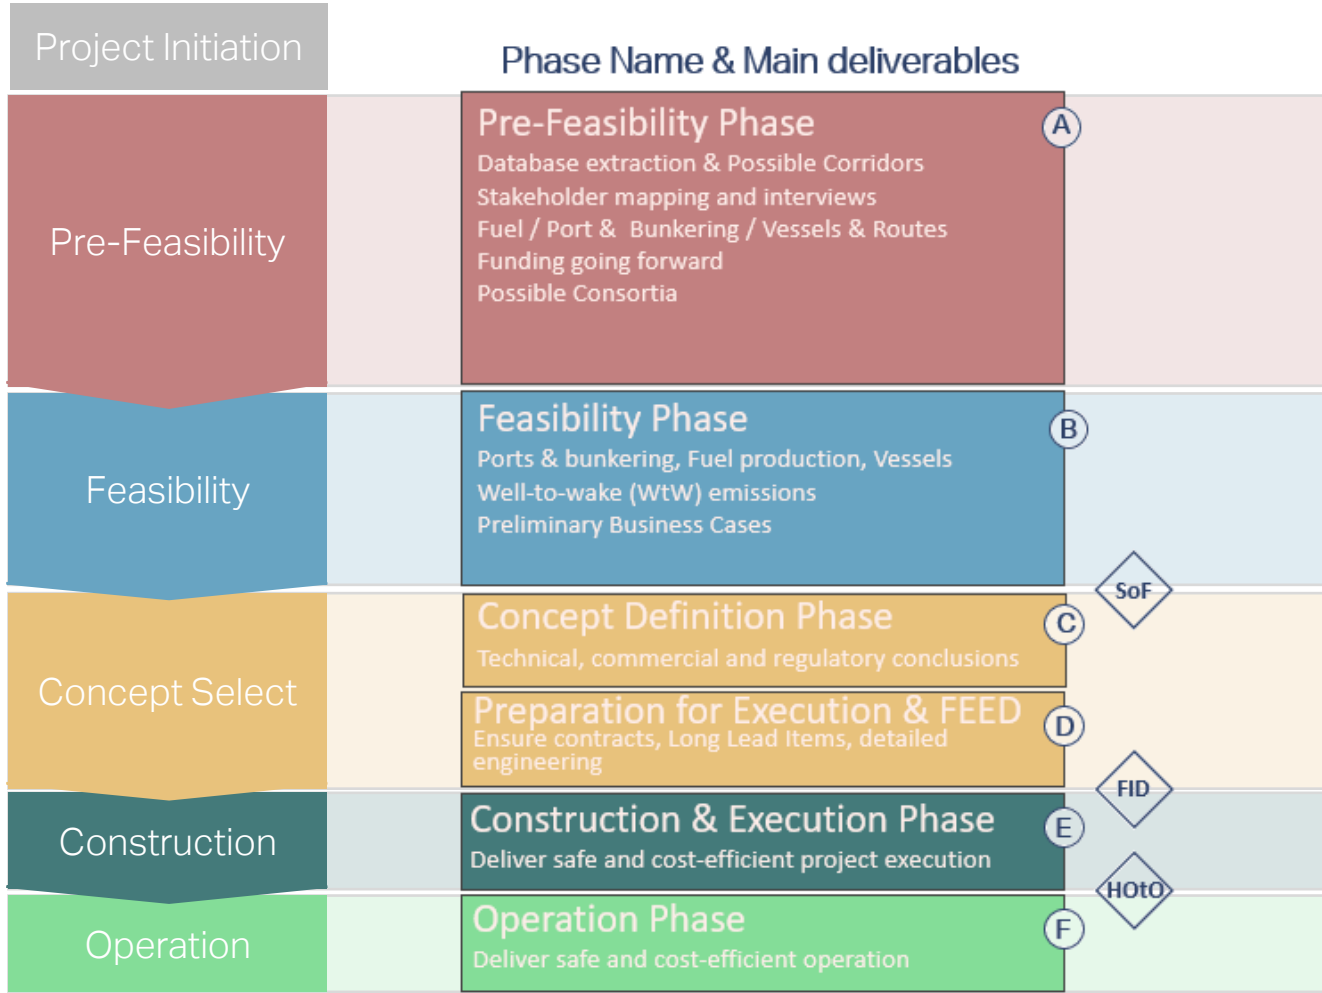 Project Initiation
Phase Name & Main deliverables
Pre-Feasibility
Pre-Feasibility Phase
A
Database extraction & Possible Corridors
Stakeholder mapping and interviews
Fuel / Port & Bunkering / Vessels & Routes
Funding going forward
Possible Consortia
Feasibility
Feasibility Phase
B
Ports & bunkering, Fuel production, Vessels
Well-to-wake (WtW) emissions
Preliminary Business Cases
SoF
Concept Select
Concept Definition Phase
C
Technical, commercial and regulatory conclusions
Preparation for Execution & FEED
D
Ensure contracts, Long Lead Items, detailed
engineering
FID
Construction
Construction & Execution Phase
E
Deliver safe and cost-efficient project execution
HOtO
Operation
Operation Phase
F
Deliver safe and cost-efficient operation